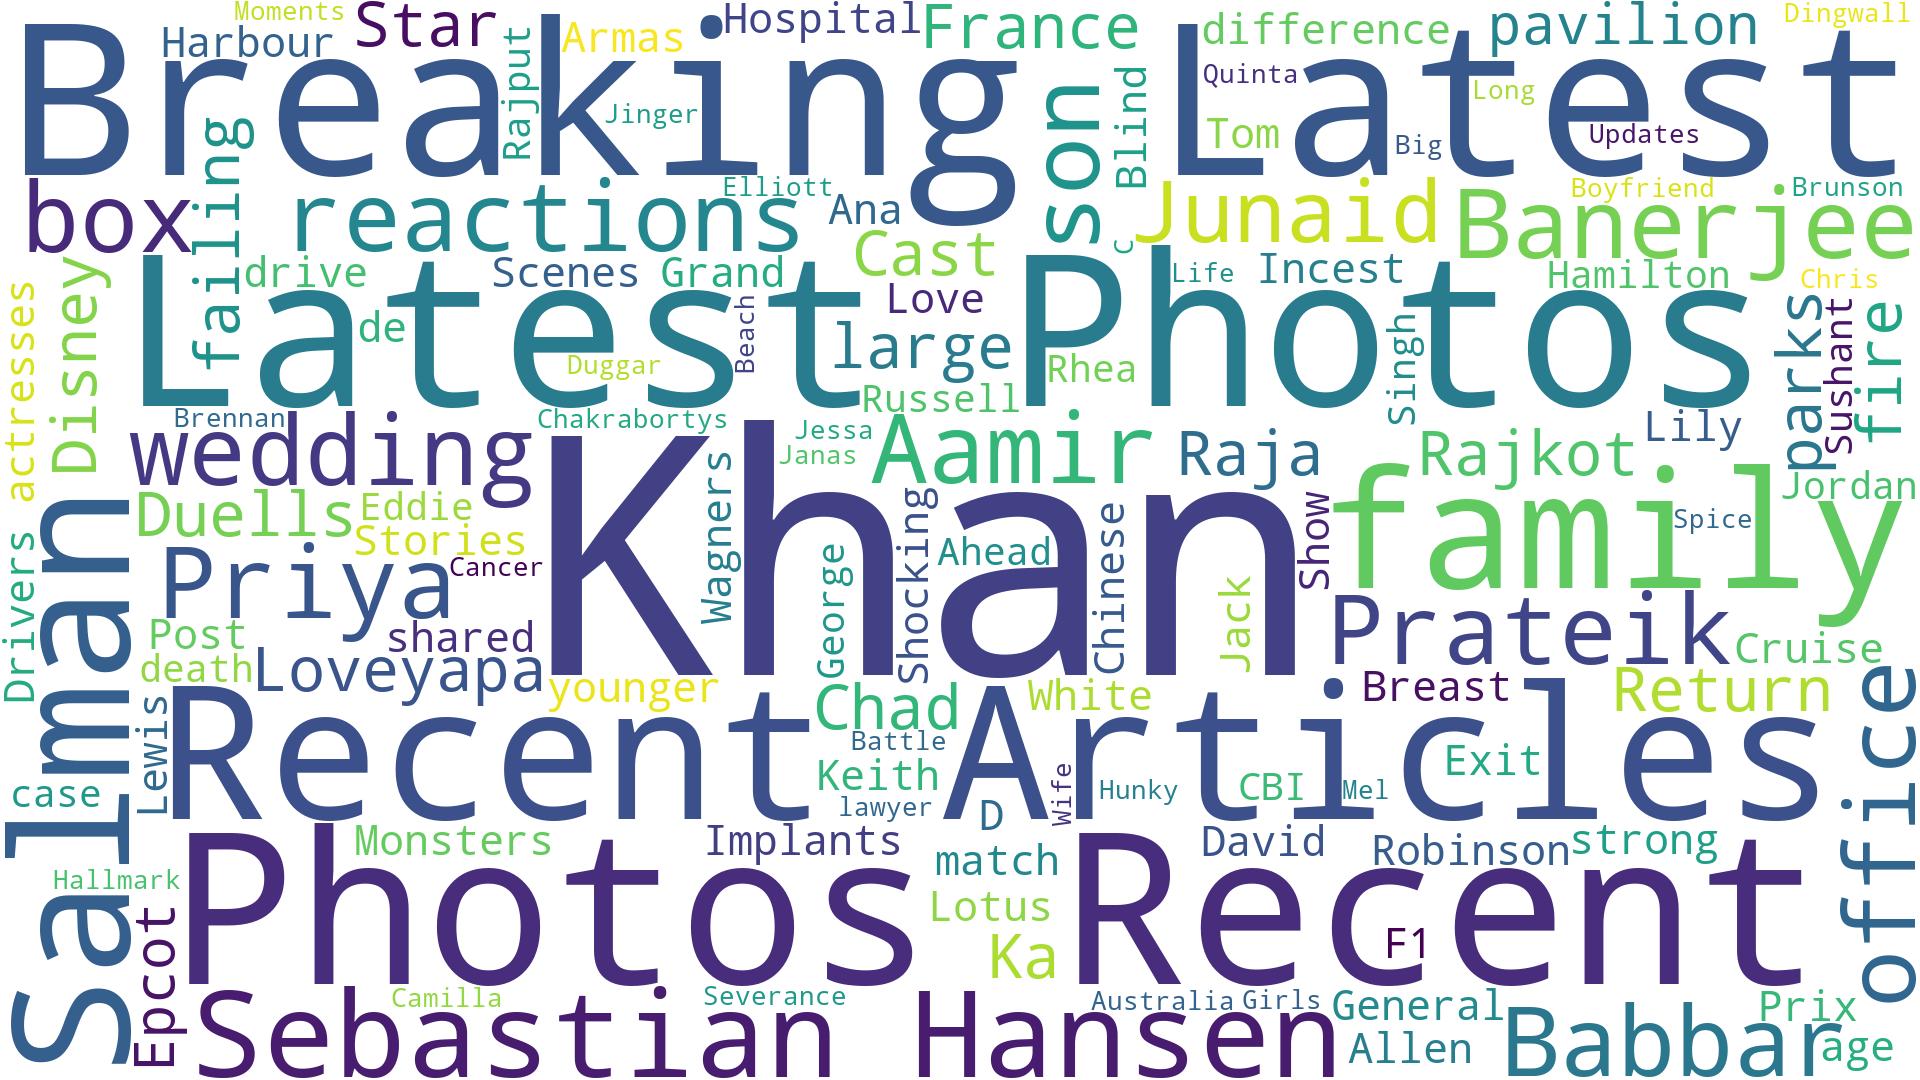 Moments
Star
Hospital
France
difference
pavilion
Dingwall
Harbour
Armas
Breaking
Latest
Rajput
Quinta
Long
Jinger
son
Blind
Tom
Big
Updates
failing
box
reactions
Elliott
Ana
Junaid
Banerjee
Boyfriend
Brunson
Cast
C
Disney
drive
Scenes
Grand
Love
Life
Incest
Hamilton
Chris
Latest
Photos
de
Beach
large
Duggar
Rhea
Singh
parks
Sushant
fire
actresses
Russell
Brennan
Chakrabortys
Jessa
Janas
wedding
Aamir
Raja
Rajkot
Lily
Khan
family
Jordan
Duells
Eddie
Stories
Wagners
Shocking
Show
Spice
Ahead
Chinese
George
Cancer
Priya
Jack
Drivers
Salman
Post
shared
death
Loveyapa
Prateik
Cruise
younger
Chad
White
Breast
Return
office
Lewis
Recent
Articles
Battle
Keith
Exit
case
lawyer
D
Wife
Hunky
CBI
Mel
Monsters
Implants
match
David
Robinson
strong
Hallmark
Photos
Recent
Lotus
Epcot
Ka
F1
Camilla
Severance
Australia
Girls
General
Prix
Sebastian
Hansen
Allen
Babbar
age